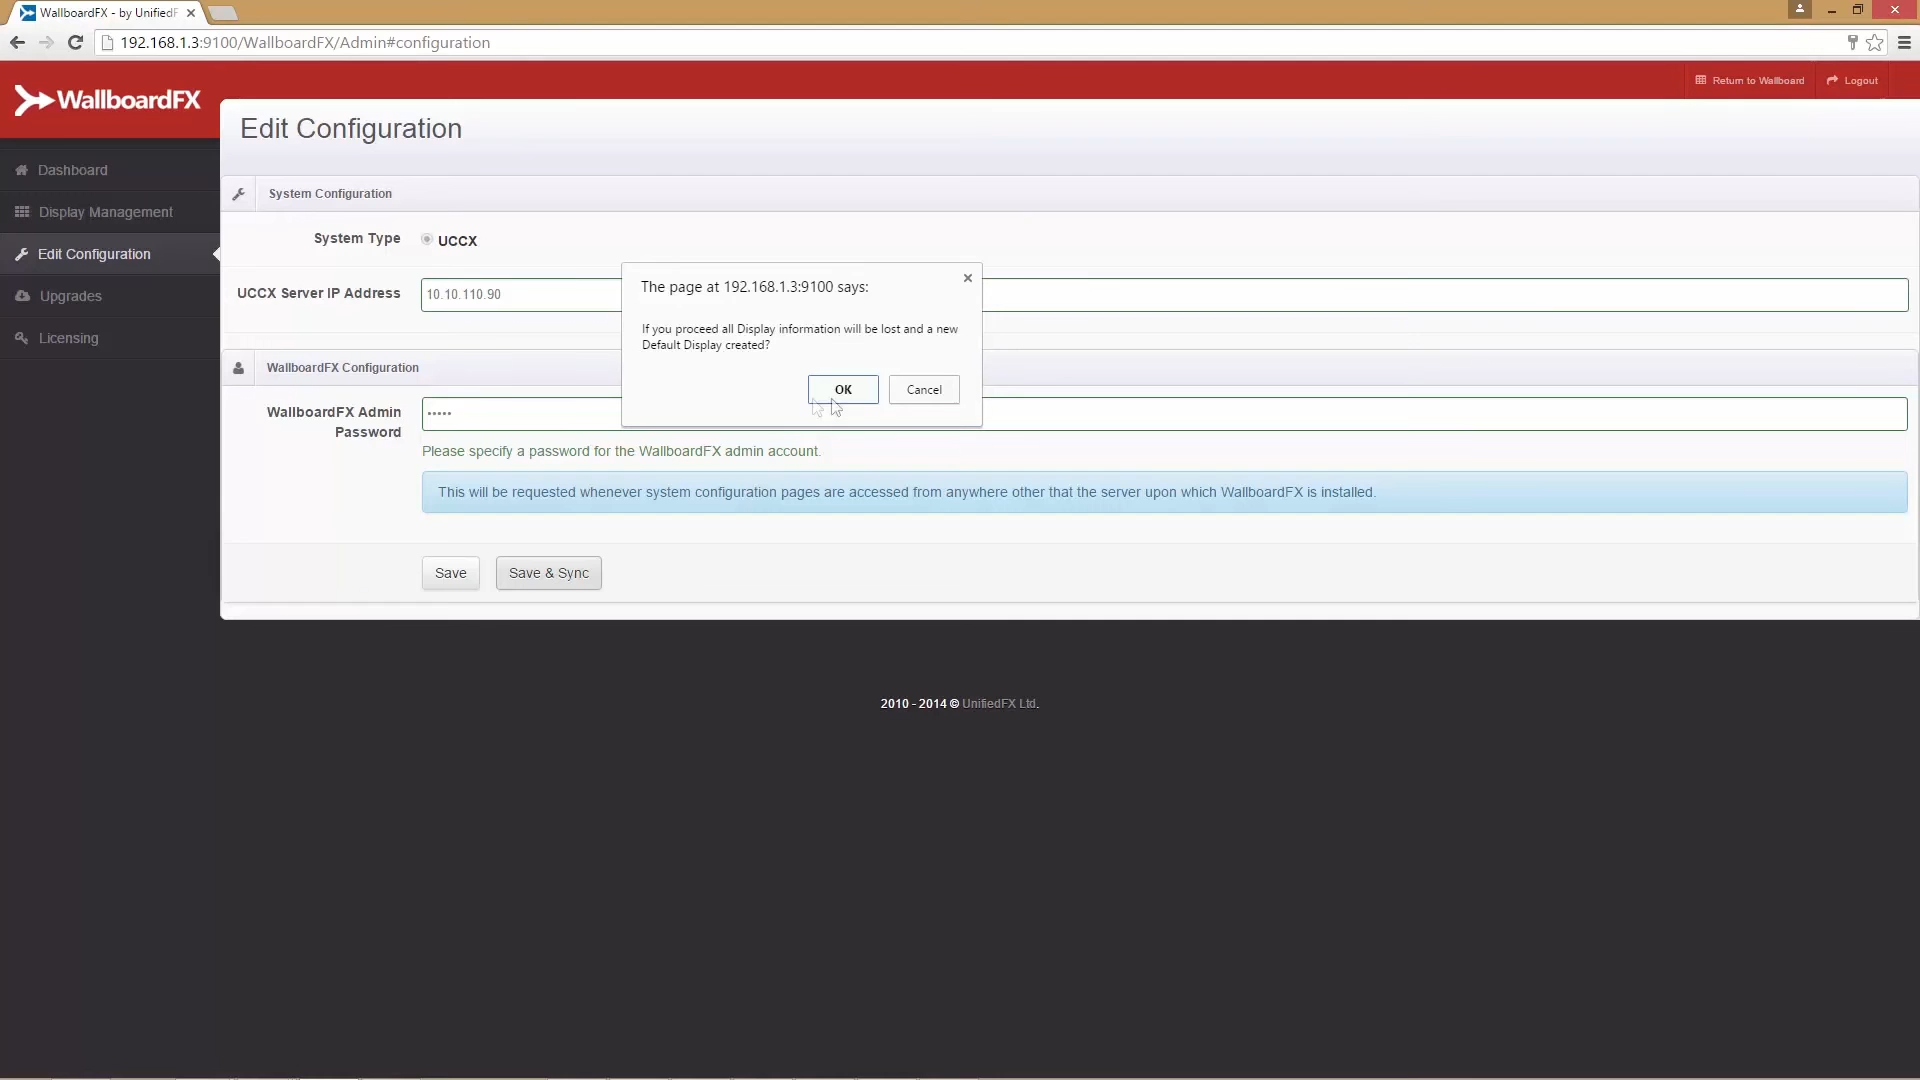 WallboardFX - by UnifiedF
192.168.1.3:9100/WallboardFX/Admin#configuration
Return to Wallboard
Logout
WallboardFX
Edit Configuration
Dashboard
Display Management
Edit Configuration
Upgrades
Licensing
System Configuration
System Type
UCCX
UCCX Server IP Address
10.10.110.90
The page at 192.168.1.3:9100 says:
If you proceed all Display information will be lost and a new
Default Display created?
OK
Cancel
WallboardFX Configuration
WallboardFX Admin
Password
•••••
Please specify a password for the WallboardFX admin account.
This will be requested whenever system configuration pages are accessed from anywhere other that the server upon which WallboardFX is installed.
Save
Save & Sync
2010 - 2014 © UnifiedFX Ltd.